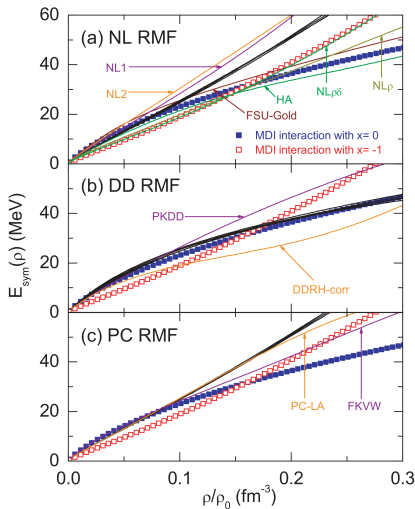 (a) NL RMF
NL1
NL2
HA
FSU-Gold
NLρδ
NLρ
MDI interaction with x= 0
MDI interaction with x= -1
60
40
20
0
(b) DD RMF
PKDD
DDRH-corr
40
20
0
E_sym(ρ) (MeV)
(c) PC RMF
PC-LA
FKVW
40
20
0
0.0 0.1 0.2 0.3
ρ/ρ₀ (fm⁻³)